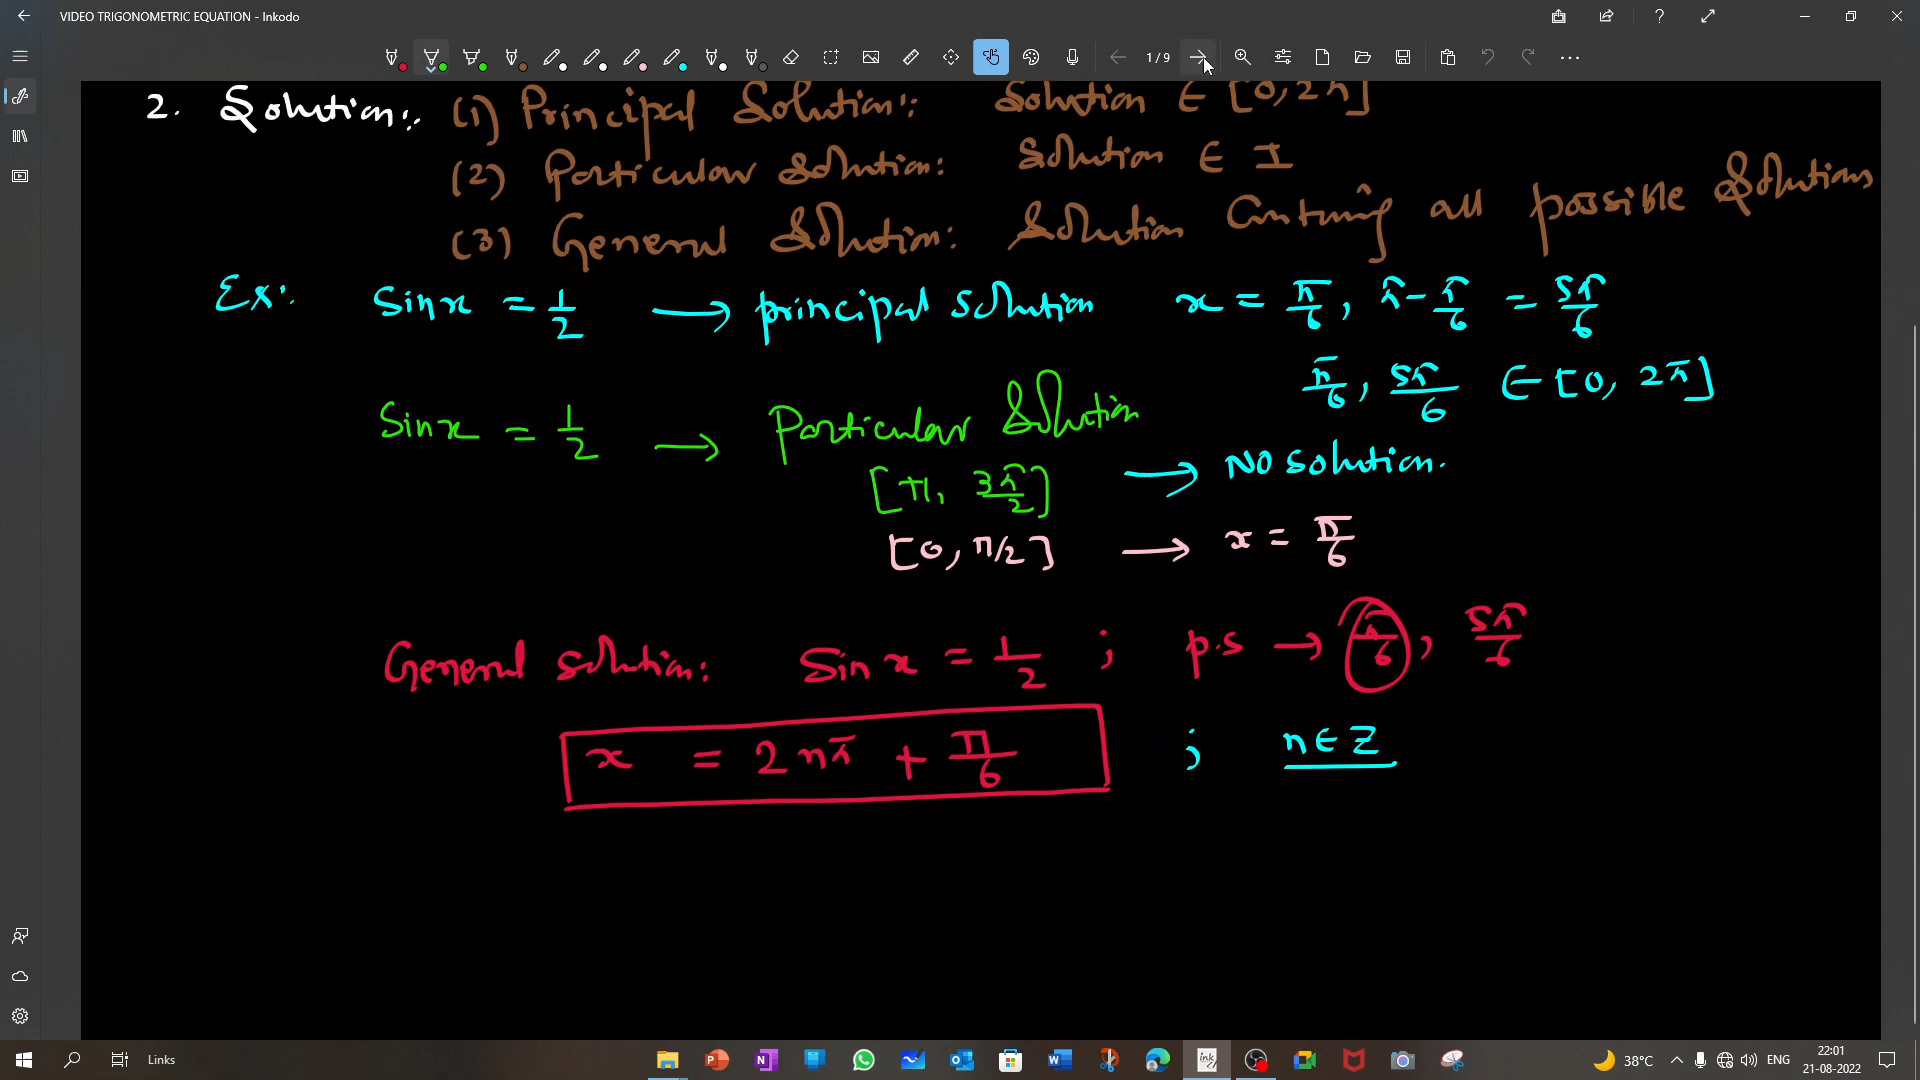 VIDEO TRIGONOMETRIC EQUATION - Inkodo
1 / 9
2. Solution:. (1) Principal Solution:. Solution ∈ [0, 2π]
(2) Particular Solution: Solution ∈ I
(3) General Solution: Solution all possible Solutions
Ex:. Sinx = 1/2 → principal solution x = π/6, π-π/6 = 5π/6
π/6, 5π/6 ∈ [0, 2π]
Sinx = 1/2 → Particular Solution
[π, 3π/2] → NO solution.
[0, π/2] → x = π/6
General solution: Sin x = 1/2 ; p.s → π/6, 5π/6
x = 2nπ + π/6 ; n∈Z
Links
38°C
ENG
22:01
21-08-2022